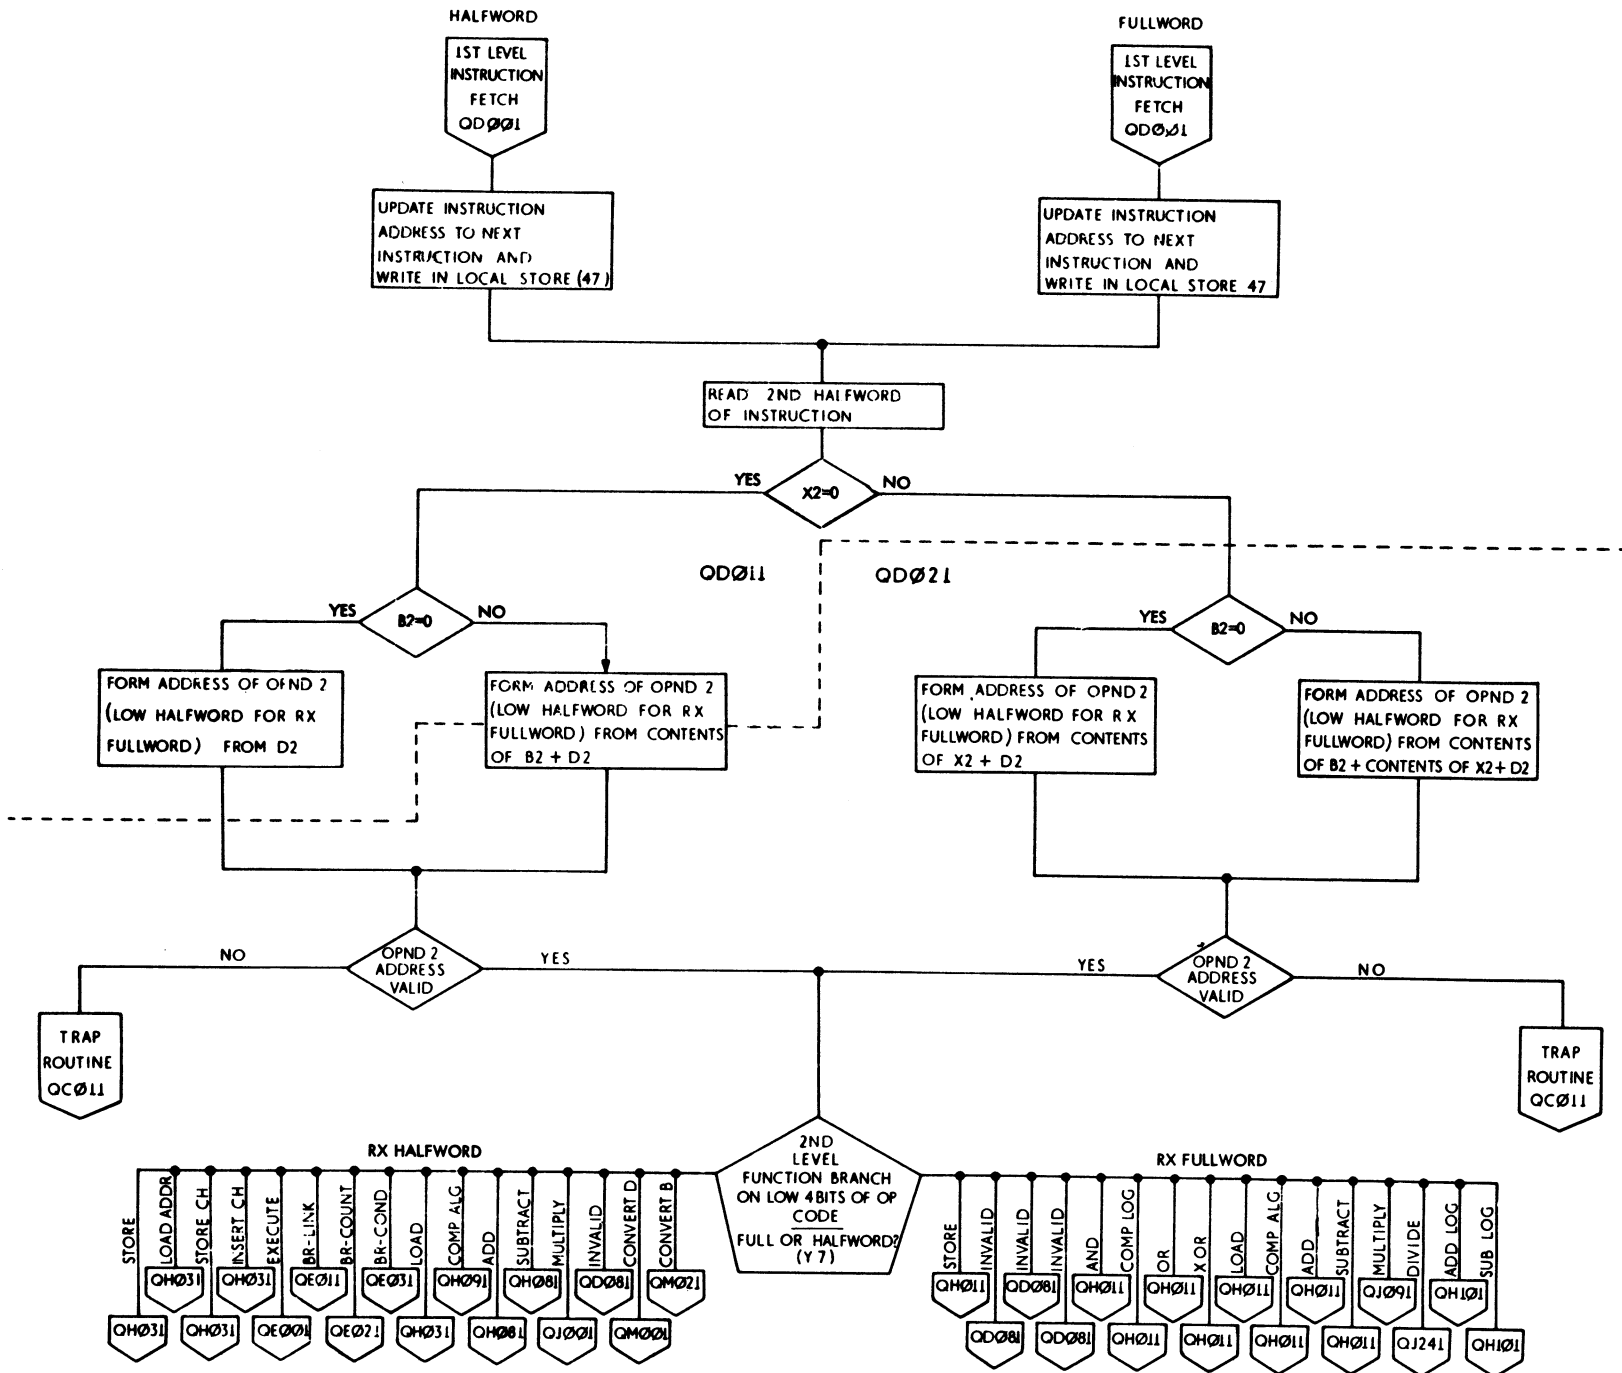 HALFWORD
FULLWORD
1ST LEVEL
INSTRUCTION
FETCH
QDØØ1
1ST LEVEL
INSTRUCTION
FETCH
QDØØ1
UPDATE INSTRUCTION
ADDRESS TO NEXT
INSTRUCTION AND
WRITE IN LOCAL STORE (47)
UPDATE INSTRUCTION
ADDRESS TO NEXT
INSTRUCTION AND
WRITE IN LOCAL STORE 47
READ 2ND HALFWORD
OF INSTRUCTION
YES
X2=0
NO
QDØ11
QDØ21
YES
B2=0
NO
YES
B2=0
NO
FORM ADDRESS OF OPND 2
(LOW HALFWORD FOR RX
FULLWORD) FROM D2
FORM ADDRESS OF OPND 2
(LOW HALFWORD FOR RX
FULLWORD) FROM CONTENTS
OF B2 + D2
FORM ADDRESS OF OPND 2
(LOW HALFWORD FOR RX
FULLWORD) FROM CONTENTS
OF X2 + D2
FORM ADDRESS OF OPND 2
(LOW HALFWORD FOR RX
FULLWORD) FROM CONTENTS
OF B2 + CONTENTS OF X2 + D2
NO
OPND 2
ADDRESS
VALID
YES
YES
OPND 2
ADDRESS
VALID
NO
TRAP
ROUTINE
QCØ11
TRAP
ROUTINE
QCØ11
RX HALFWORD
2ND
LEVEL
FUNCTION BRANCH
ON LOW 4 BITS OF OP
CODE
FULL OR HALFWORD?
(Y7)
RX FULLWORD
STORE
LOAD ADDR
STORE CH
INSERT CH
EXECUTE
BR-LINK
BR-COUNT
BR-COND
LOAD
COMP ALG
ADD
SUBTRACT
MULTIPLY
INVALID
CONVERT D
CONVERT B
STORE
INVALID
INVALID
INVALID
AND
COMP LOG
OR
XOR
LOAD
COMP ALG
ADD
SUBTRACT
MULTIPLY
DIVIDE
ADD LOG
SUB LOG
QHØ31
QHØ31
QEØ11
QEØ31
QHØ91
QHØ81
QDØ81
QMØ21
QHØ11
QDØ81
QHØ11
QHØ11
QHØ11
QHØ11
QJØ91
QH1Ø1
QHØ31
QHØ31
QEØØ1
QEØ21
QHØ31
QHØ81
QJØØ1
QMØØ1
QDØ81
QDØ81
QHØ11
QHØ11
QHØ11
QHØ11
QJ241
QH1Ø1